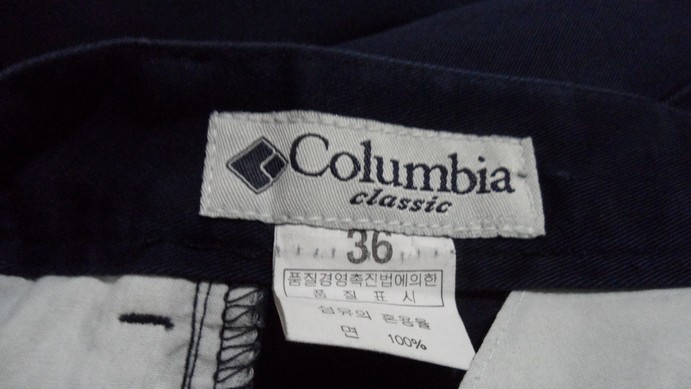 Columbia
classic
36
품질경영촉진법에의한
품 질 표 시
섬유의 혼용율
면 100%